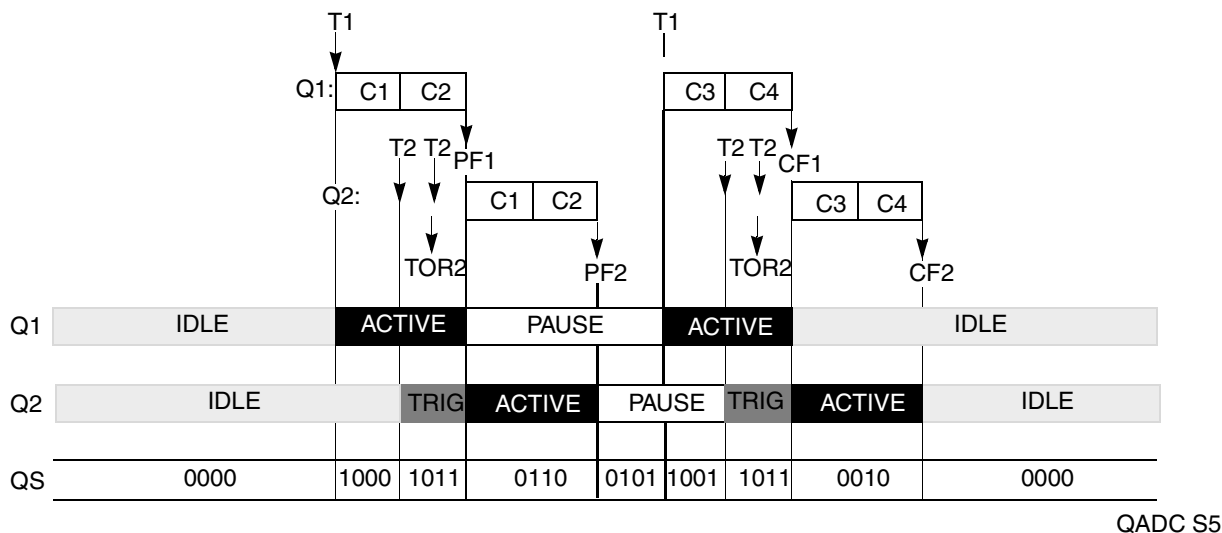 T1 T1
Q1: C1 C2 C3 C4
T2 T2 PF1 T2 T2 CF1
Q2: C1 C2 C3 C4
TOR2 PF2 TOR2 CF2
Q1 IDLE ACTIVE PAUSE ACTIVE IDLE
Q2 IDLE TRIG ACTIVE PAUSE TRIG ACTIVE IDLE
QS 0000 1000 1011 0110 0101 1001 1011 0010 0000
QADC S5